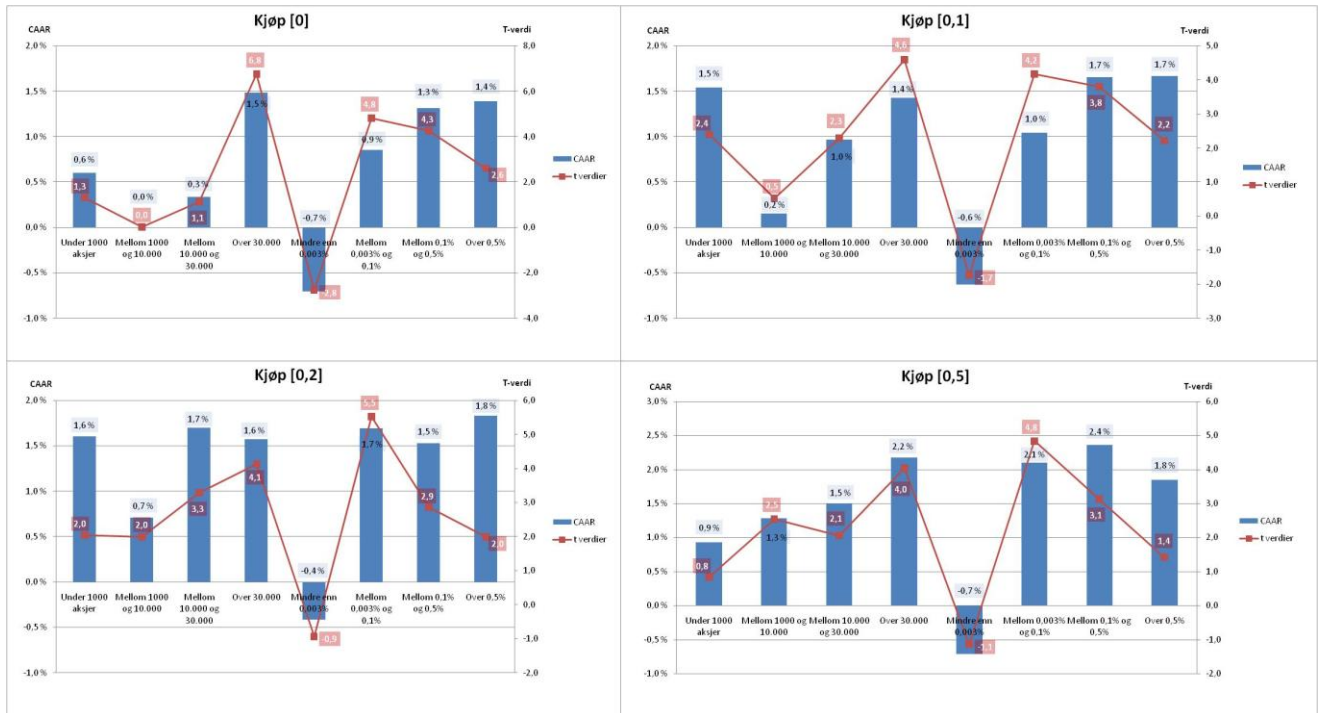 Kjøp [0]
CAAR
T-verdi
2,0 %
1,5 %
1,0 %
0,5 %
0,0 %
-0,5 %
-1,0 %
8,0
6,0
4,0
2,0
0,0
-2,0
-4,0
0,6 %
0,0 %
0,3 %
1,5 %
-0,7 %
0,9 %
1,3 %
1,4 %
1,3
0,0
1,1
6,8
-2,8
4,8
4,3
2,6
Under 1000
aksjer
Mellom 1000
og 10.000
Mellom
10.000 og
30.000
Over 30.000
Mindre enn
0,003%
Mellom
0,003% og
0,1%
Mellom 0,1%
og 0,5%
Over 0,5%
CAAR
t verdier
Kjøp [0,1]
CAAR
T-verdi
2,0 %
1,5 %
1,0 %
0,5 %
0,0 %
-0,5 %
-1,0 %
5,0
4,0
3,0
2,0
1,0
0,0
-1,0
-2,0
-3,0
1,5 %
0,2 %
1,0 %
1,4 %
-0,6 %
1,0 %
1,7 %
1,7 %
2,4
0,5
2,3
4,6
-1,7
4,2
3,8
2,2
Under 1000
aksjer
Mellom 1000 og
10.000
Mellom 10.000
og 30.000
Over 30.000
Mindre enn
0,003%
Mellom 0,003%
og 0,1%
Mellom 0,1% og
0,5%
Over 0,5%
CAAR
t verdier
Kjøp [0,2]
CAAR
T-verdi
2,0 %
1,5 %
1,0 %
0,5 %
0,0 %
-0,5 %
-1,0 %
6,0
5,0
4,0
3,0
2,0
1,0
0,0
-1,0
-2,0
1,6 %
0,7 %
1,7 %
1,6 %
-0,4 %
1,7 %
1,5 %
1,8 %
2,0
2,0
3,3
4,1
-0,9
5,5
2,9
2,0
Under 1000
aksjer
Mellom 1000
og 10.000
Mellom
10.000 og
30.000
Over 30.000
Mindre enn
0,003%
Mellom
0,003% og
0,1%
Mellom 0,1%
og 0,5%
Over 0,5%
CAAR
t verdier
Kjøp [0,5]
CAAR
T-verdi
3,0 %
2,5 %
2,0 %
1,5 %
1,0 %
0,5 %
0,0 %
-0,5 %
-1,0 %
6,0
5,0
4,0
3,0
2,0
1,0
0,0
-1,0
-2,0
0,9 %
1,3 %
1,5 %
2,2 %
-0,7 %
2,1 %
2,4 %
1,8 %
0,8
2,5
2,1
4,0
-1,1
4,8
3,1
1,4
Under 1000
aksjer
Mellom 1000 og
10.000
Mellom 10.000
og 30.000
Over 30.000
Mindre enn
0,003%
Mellom 0,003%
og 0,1%
Mellom 0,1% og
0,5%
Over 0,5%
CAAR
t verdier